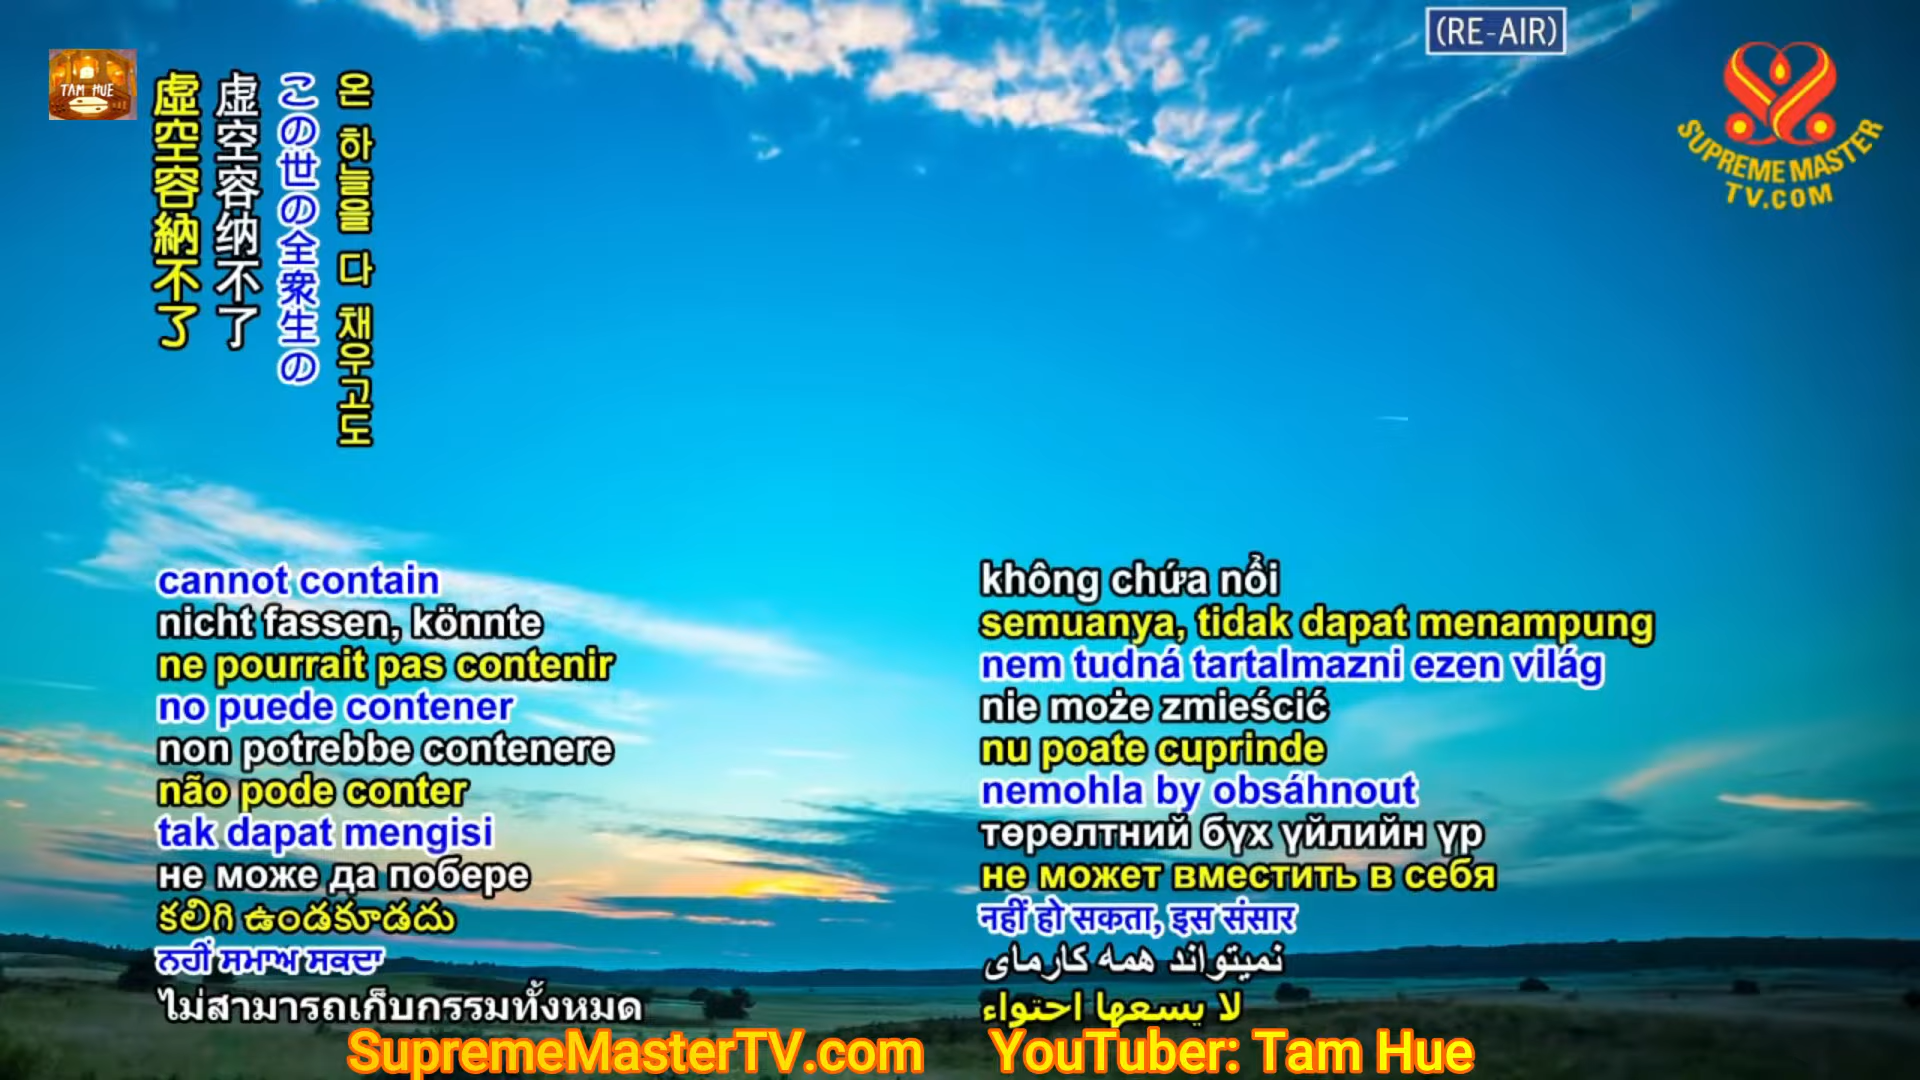 (RE-AIR)
TAM HUE
SUPREME MASTER
TV.COM
虛空容納不了
虚空容纳不了
この世の全衆生の
온 하늘을 다 채우고도
cannot contain
nicht fassen, könnte
ne pourrait pas contenir
no puede contener
non potrebbe contenere
não pode conter
tak dapat mengisi
не може да побере
కలిగి ఉండకూడదు
ਨਹੀਂ ਸਮਾਅ ਸਕਦਾ
ไม่สามารถเก็บกรรมทั้งหมด
không chứa nổi
semuanya, tidak dapat menampung
nem tudná tartalmazni ezen világ
nie może zmieścić
nu poate cuprinde
nemohla by obsáhnout
төрөлтний бүх үйлийн үр
не может вместить в себя
नहीं हो सकता, इस संसार
نمیتواند همه کارمای
لا يسعها احتواء
SupremeMasterTV.com
YouTuber: Tam Hue